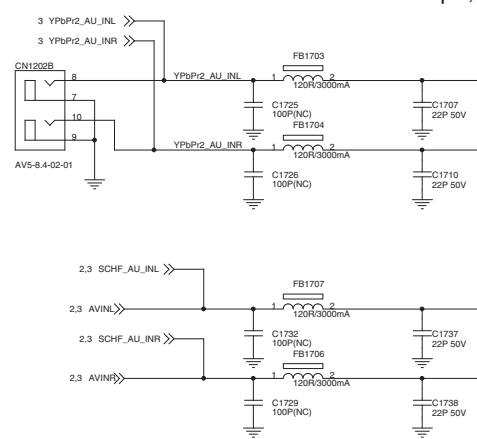 3 YPbPr2_AU_INL
3 YPbPr2_AU_INR
CN1202B
8
7
10
9
AV5-8.4-02-01
YPbPr2_AU_INL
YPbPr2_AU_INR
FB1703
1 2
120R/3000mA
C1725
100P(NC)
C1707
22P 50V
FB1704
1 2
120R/3000mA
C1726
100P(NC)
C1710
22P 50V
2,3 SCHF_AU_INL
FB1707
1 2
120R/3000mA
2,3 AVINL
C1732
100P(NC)
C1737
22P 50V
2,3 SCHF_AU_INR
FB1706
1 2
120R/3000mA
2,3 AVINR
C1729
100P(NC)
C1738
22P 50V